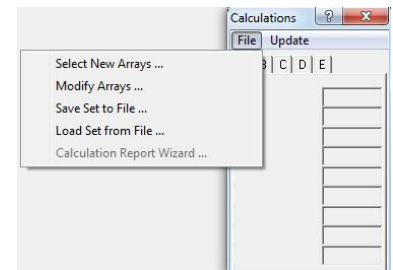 Calculations ?
File Update
B C D E
Select New Arrays ...
Modify Arrays ...
Save Set to File ...
Load Set from File ...
Calculation Report Wizard ...